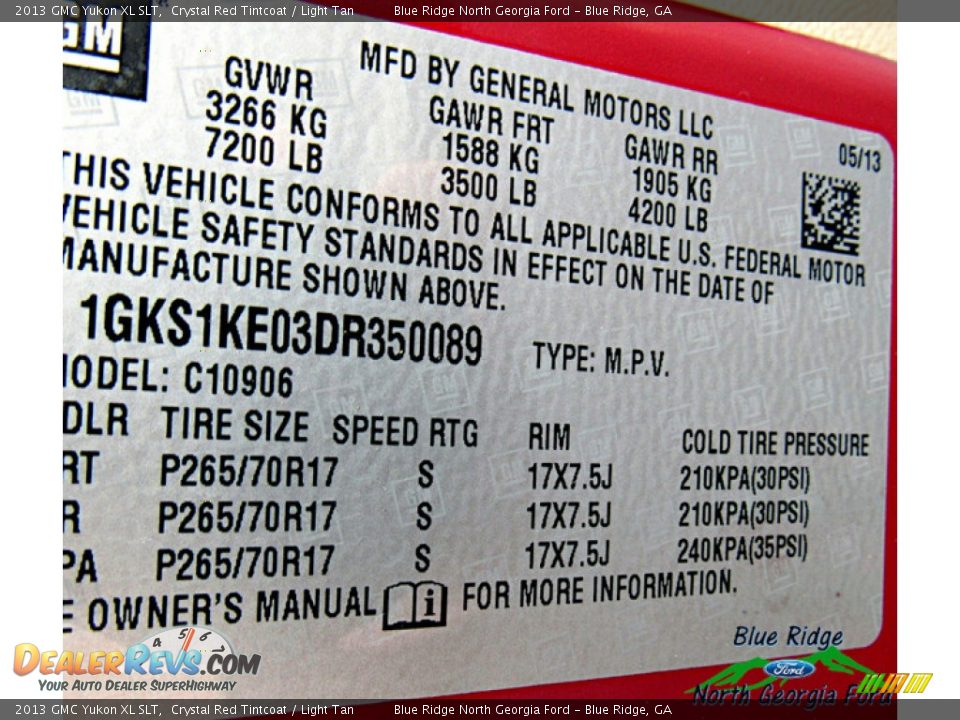 2013 GMC Yukon XL SLT, Crystal Red Tintcoat / Light Tan Blue Ridge North Georgia Ford - Blue Ridge, GA
GM
MFD BY GENERAL MOTORS LLC
GVWR GAWR FRT GAWR RR
3266 KG 1588 KG 1905 KG
7200 LB 3500 LB 4200 LB
05/13
THIS VEHICLE CONFORMS TO ALL APPLICABLE U.S. FEDERAL MOTOR
VEHICLE SAFETY STANDARDS IN EFFECT ON THE DATE OF
MANUFACTURE SHOWN ABOVE.
1GKS1KE03DR350089 TYPE: M.P.V.
MODEL: C10906
DLR TIRE SIZE SPEED RTG RIM COLD TIRE PRESSURE
RT P265/70R17 S 17X7.5J 210KPA(30PSI)
R P265/70R17 S 17X7.5J 210KPA(30PSI)
PA P265/70R17 S 17X7.5J 240KPA(35PSI)
E OWNER'S MANUAL i FOR MORE INFORMATION.
Blue Ridge
Ford
North Georgia Ford
4 5 6
DEALERREVS.COM
YOUR AUTO DEALER SUPERHIGHWAY
2013 GMC Yukon XL SLT, Crystal Red Tintcoat / Light Tan Blue Ridge North Georgia Ford - Blue Ridge, GA